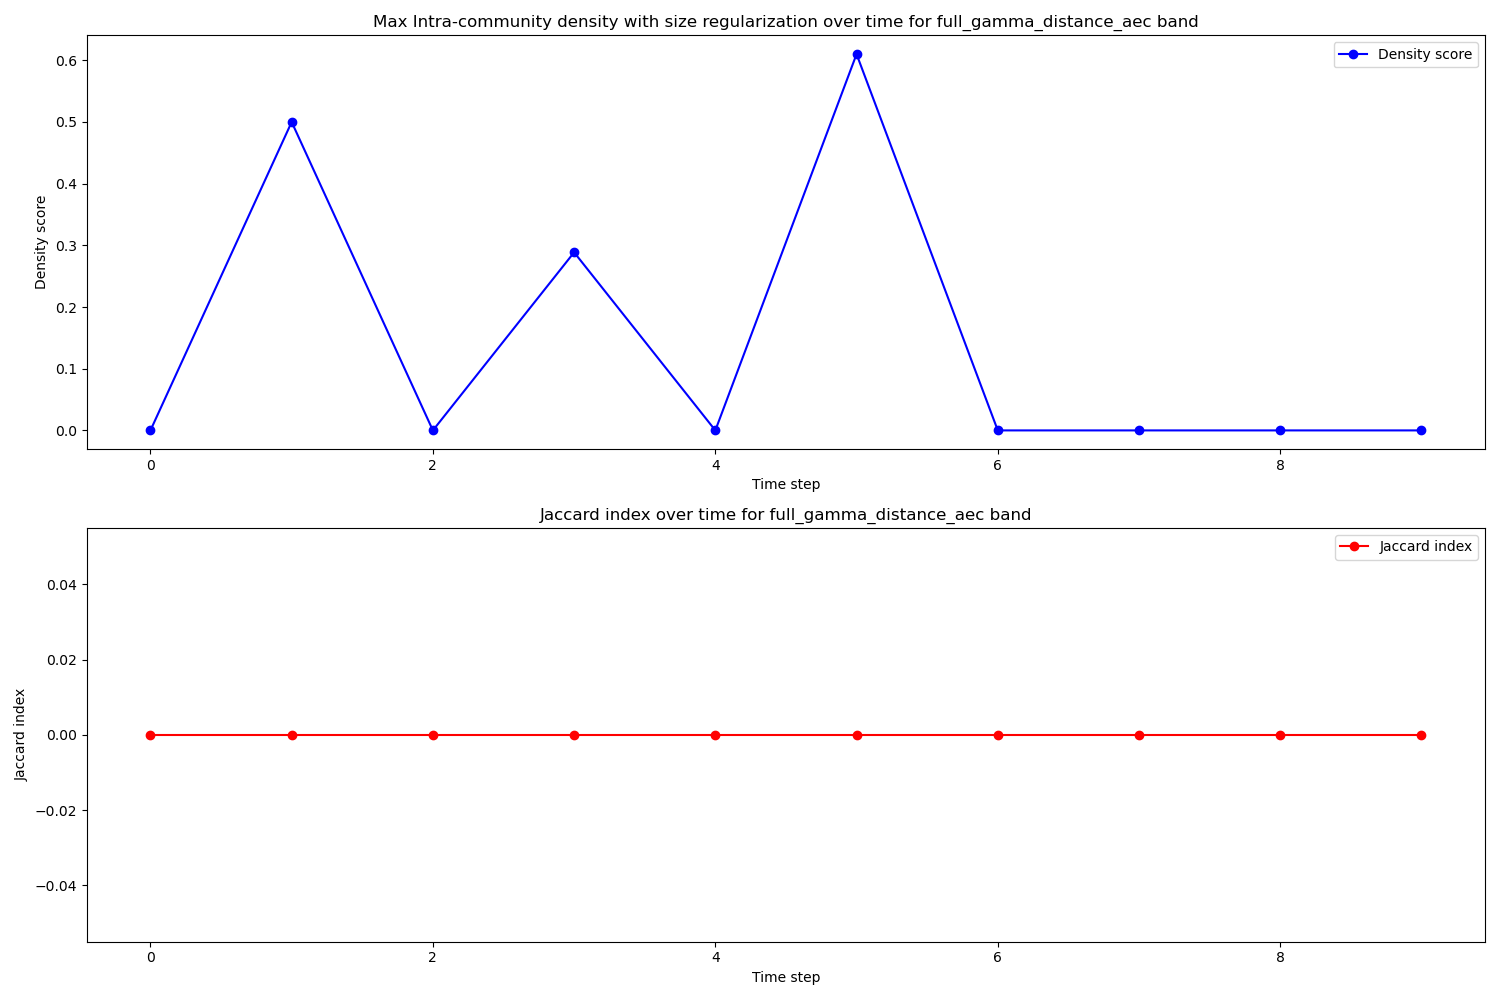 Max Intra-community density with size regularization over time for full_gamma_distance_aec band
Density score
0.6
0.5
0.4
0.3
0.2
0.1
0.0
Density score
0
2
4
6
8
Time step
Jaccard index over time for full_gamma_distance_aec band
Jaccard index
0.04
0.02
0.00
−0.02
−0.04
Jaccard index
0
2
4
6
8
Time step